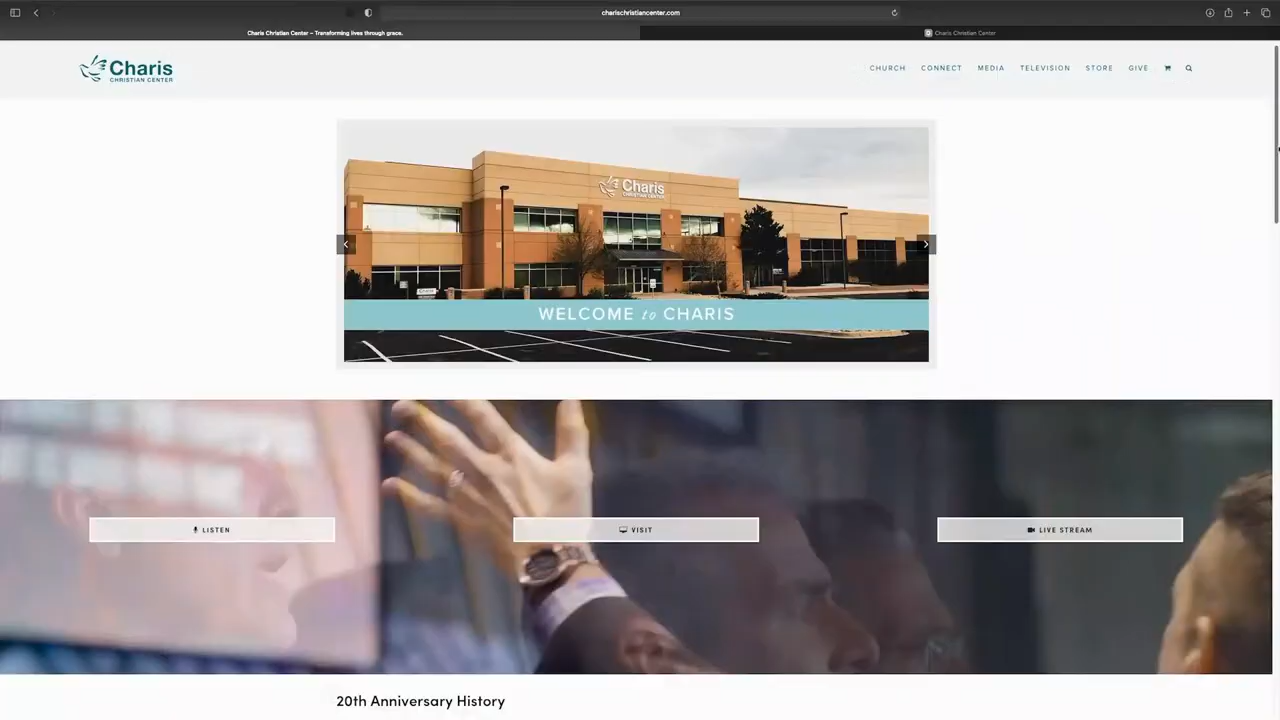 charischristiancenter.com
Charis Christian Center – Transforming lives through grace.
Charis Christian Center
Charis
CHRISTIAN CENTER
CHURCH CONNECT MEDIA TELEVISION STORE GIVE
Charis
CHRISTIAN CENTER
WELCOME to CHARIS
LISTEN
VISIT
LIVE STREAM
20th Anniversary History